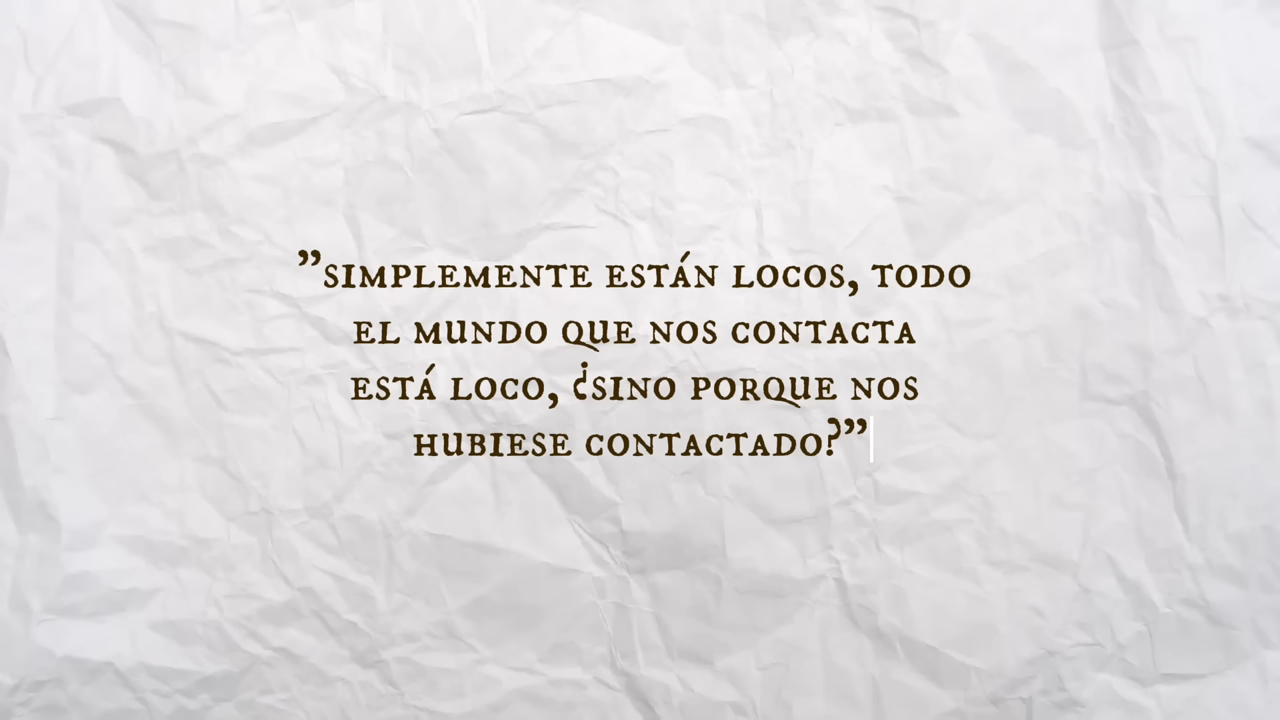 ”SIMPLEMENTE ESTÁN LOCOS, TODO
EL MUNDO QUE NOS CONTACTA
ESTÁ LOCO, ¿SINO PORQUE NOS
HUBIESE CONTACTADO?”